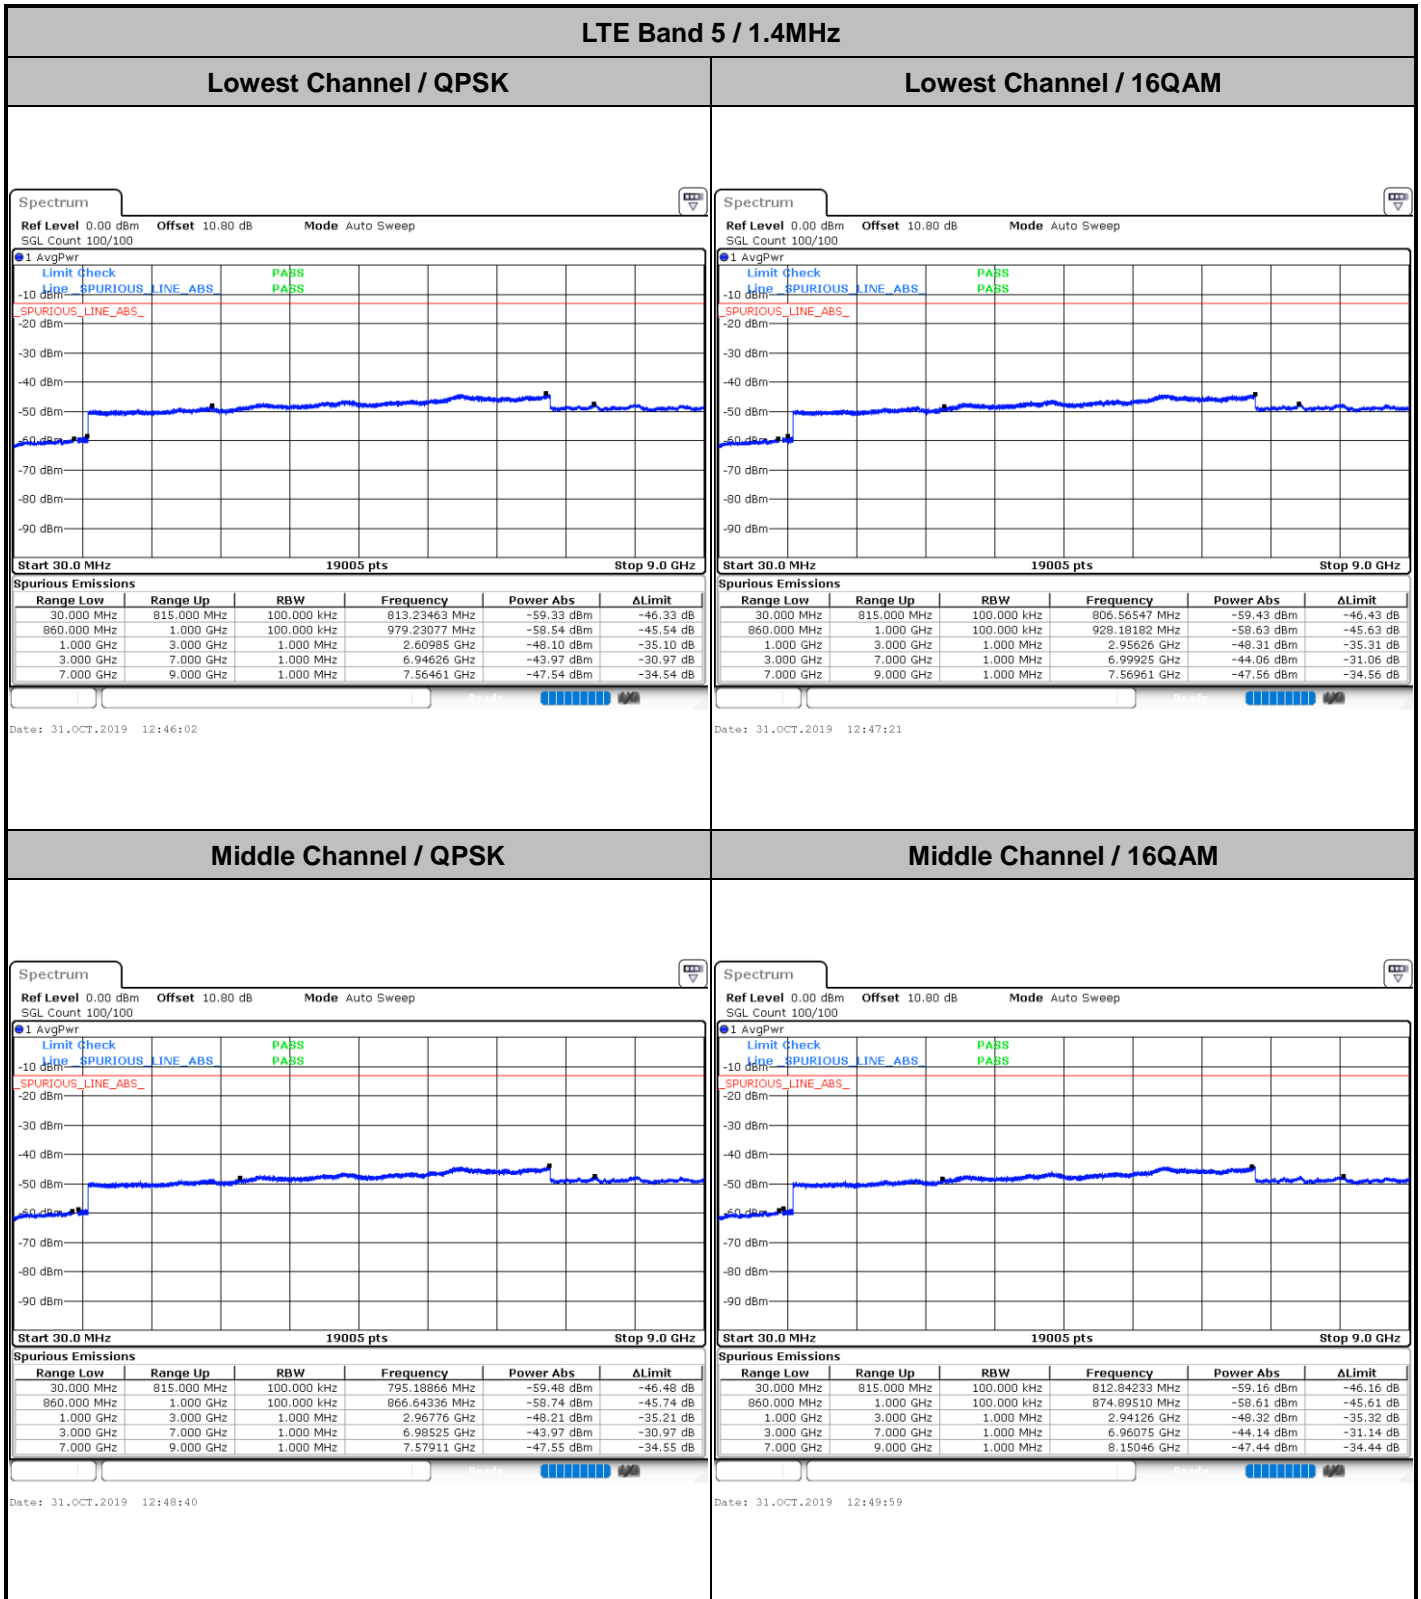 LTE Band 5 / 1.4MHz
Lowest Channel / QPSK
Lowest Channel / 16QAM
Spectrum
Ref Level 0.00 dBm Offset 10.80 dB Mode Auto Sweep
SGL Count 100/100
1 AvgPwr
Limit Check PASS
Line _SPURIOUS_LINE_ABS_ PASS
-10 dBm
_SPURIOUS_LINE_ABS_
-20 dBm
-30 dBm
-40 dBm
-50 dBm
-60 dBm
-70 dBm
-80 dBm
-90 dBm
Start 30.0 MHz 19005 pts Stop 9.0 GHz
Spurious Emissions
Range Low Range Up RBW Frequency Power Abs ΔLimit
30.000 MHz 815.000 MHz 100.000 kHz 813.23463 MHz -59.33 dBm -46.33 dB
860.000 MHz 1.000 GHz 100.000 kHz 979.23077 MHz -58.54 dBm -45.54 dB
1.000 GHz 3.000 GHz 1.000 MHz 2.60985 GHz -48.10 dBm -35.10 dB
3.000 GHz 7.000 GHz 1.000 MHz 6.94626 GHz -43.97 dBm -30.97 dB
7.000 GHz 9.000 GHz 1.000 MHz 7.56461 GHz -47.54 dBm -34.54 dB
Ready
Date: 31.OCT.2019 12:46:02
Spectrum
Ref Level 0.00 dBm Offset 10.80 dB Mode Auto Sweep
SGL Count 100/100
1 AvgPwr
Limit Check PASS
Line _SPURIOUS_LINE_ABS_ PASS
-10 dBm
_SPURIOUS_LINE_ABS_
-20 dBm
-30 dBm
-40 dBm
-50 dBm
-60 dBm
-70 dBm
-80 dBm
-90 dBm
Start 30.0 MHz 19005 pts Stop 9.0 GHz
Spurious Emissions
Range Low Range Up RBW Frequency Power Abs ΔLimit
30.000 MHz 815.000 MHz 100.000 kHz 806.56547 MHz -59.43 dBm -46.43 dB
860.000 MHz 1.000 GHz 100.000 kHz 928.18182 MHz -58.63 dBm -45.63 dB
1.000 GHz 3.000 GHz 1.000 MHz 2.95626 GHz -48.31 dBm -35.31 dB
3.000 GHz 7.000 GHz 1.000 MHz 6.99925 GHz -44.06 dBm -31.06 dB
7.000 GHz 9.000 GHz 1.000 MHz 7.56961 GHz -47.56 dBm -34.56 dB
Ready
Date: 31.OCT.2019 12:47:21
Middle Channel / QPSK
Middle Channel / 16QAM
Spectrum
Ref Level 0.00 dBm Offset 10.80 dB Mode Auto Sweep
SGL Count 100/100
1 AvgPwr
Limit Check PASS
Line _SPURIOUS_LINE_ABS_ PASS
-10 dBm
_SPURIOUS_LINE_ABS_
-20 dBm
-30 dBm
-40 dBm
-50 dBm
-60 dBm
-70 dBm
-80 dBm
-90 dBm
Start 30.0 MHz 19005 pts Stop 9.0 GHz
Spurious Emissions
Range Low Range Up RBW Frequency Power Abs ΔLimit
30.000 MHz 815.000 MHz 100.000 kHz 795.18866 MHz -59.48 dBm -46.48 dB
860.000 MHz 1.000 GHz 100.000 kHz 866.64336 MHz -58.74 dBm -45.74 dB
1.000 GHz 3.000 GHz 1.000 MHz 2.96776 GHz -48.21 dBm -35.21 dB
3.000 GHz 7.000 GHz 1.000 MHz 6.98525 GHz -43.97 dBm -30.97 dB
7.000 GHz 9.000 GHz 1.000 MHz 7.57911 GHz -47.55 dBm -34.55 dB
Ready
Date: 31.OCT.2019 12:48:40
Spectrum
Ref Level 0.00 dBm Offset 10.80 dB Mode Auto Sweep
SGL Count 100/100
1 AvgPwr
Limit Check PASS
Line _SPURIOUS_LINE_ABS_ PASS
-10 dBm
_SPURIOUS_LINE_ABS_
-20 dBm
-30 dBm
-40 dBm
-50 dBm
-60 dBm
-70 dBm
-80 dBm
-90 dBm
Start 30.0 MHz 19005 pts Stop 9.0 GHz
Spurious Emissions
Range Low Range Up RBW Frequency Power Abs ΔLimit
30.000 MHz 815.000 MHz 100.000 kHz 812.84233 MHz -59.16 dBm -46.16 dB
860.000 MHz 1.000 GHz 100.000 kHz 874.89510 MHz -58.61 dBm -45.61 dB
1.000 GHz 3.000 GHz 1.000 MHz 2.94126 GHz -48.32 dBm -35.32 dB
3.000 GHz 7.000 GHz 1.000 MHz 6.96075 GHz -44.14 dBm -31.14 dB
7.000 GHz 9.000 GHz 1.000 MHz 8.15046 GHz -47.44 dBm -34.44 dB
Ready
Date: 31.OCT.2019 12:49:59